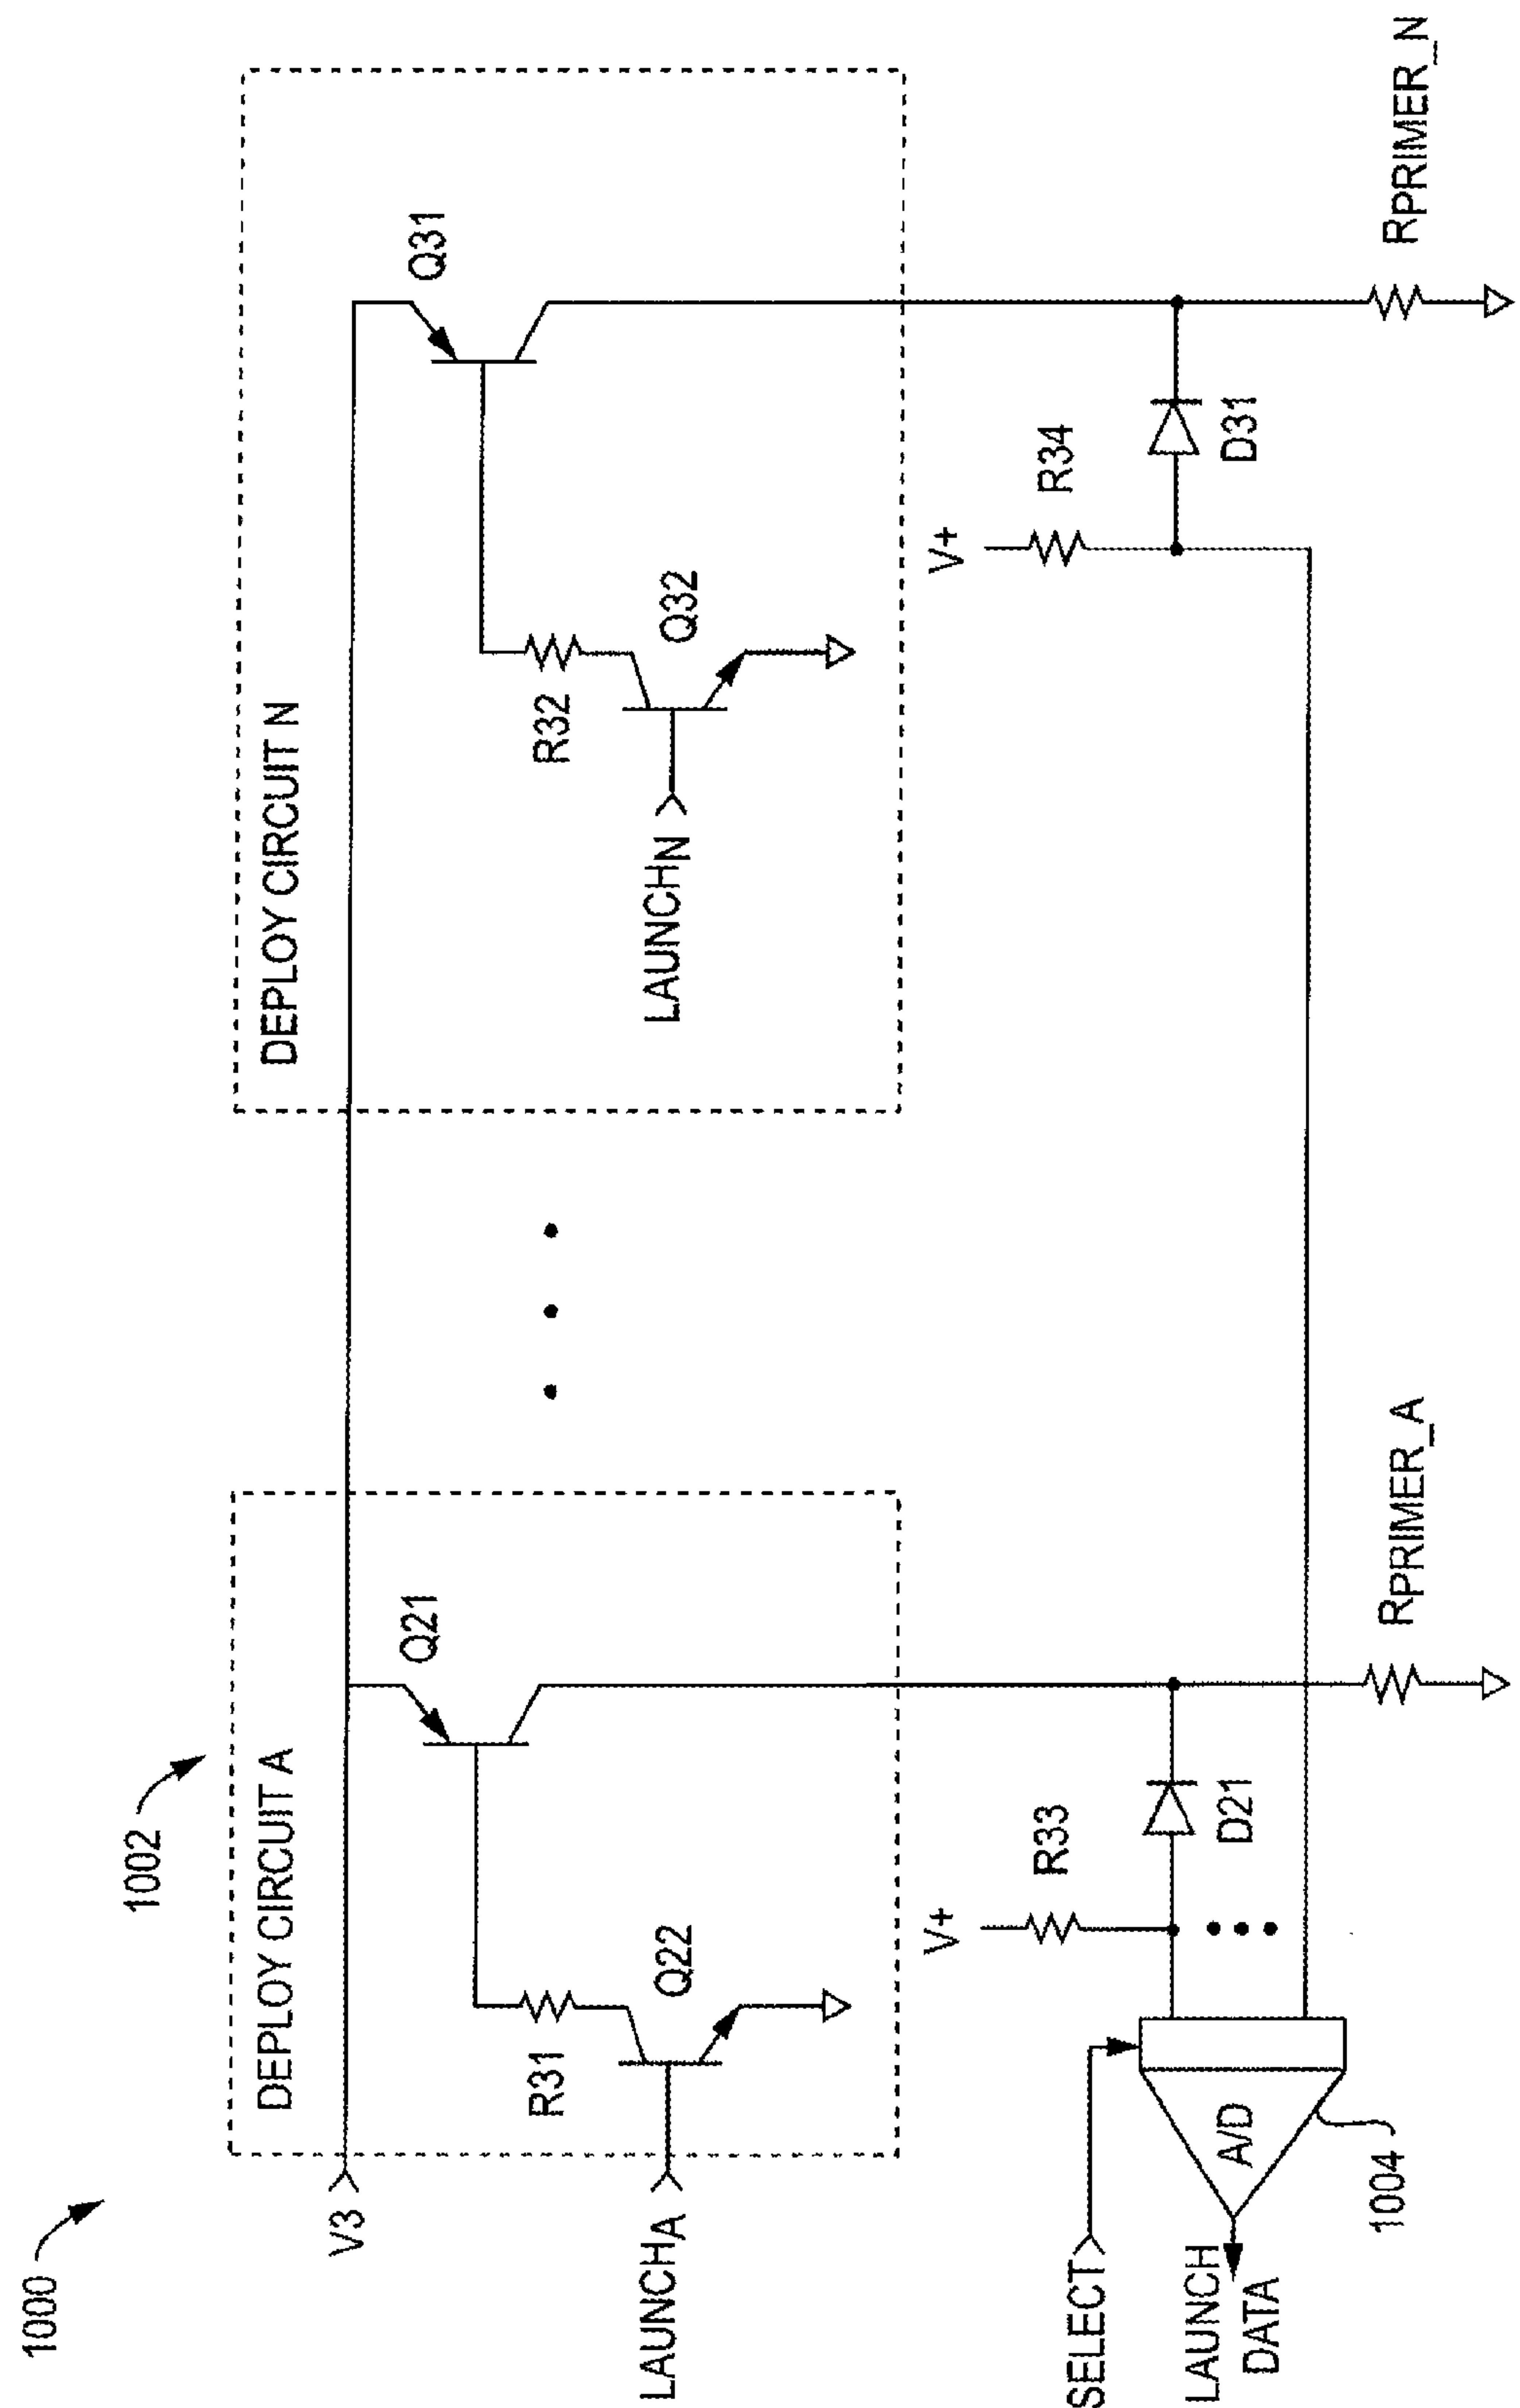 1000
1002
DEPLOY CIRCUIT A
DEPLOY CIRCUIT N
V3
Q21
Q31
R31
R32
Q22
Q32
LAUNCHA
LAUNCHN
V+
R33
V+
R34
SELECT
D21
D31
LAUNCH
DATA
A/D
1004
RPRIMER_A
RPRIMER_N